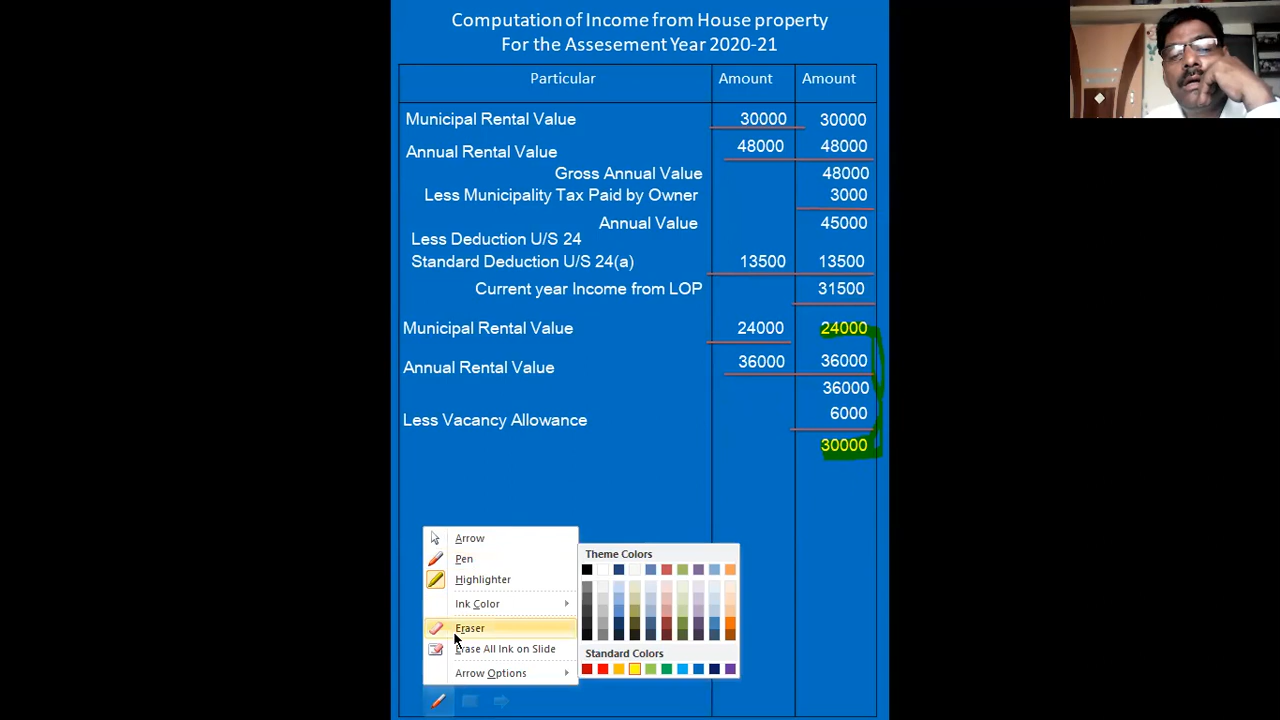 Computation of Income from House property
For the Assesement Year 2020-21
Particular Amount Amount
Municipal Rental Value 30000 30000
Annual Rental Value 48000 48000
Gross Annual Value 48000
Less Municipality Tax Paid by Owner 3000
Annual Value 45000
Less Deduction U/S 24
Standard Deduction U/S 24(a) 13500 13500
Current year Income from LOP 31500
Municipal Rental Value 24000 24000
Annual Rental Value 36000 36000
36000
Less Vacancy Allowance 6000
30000
Arrow
Pen
Highlighter
Ink Color
Eraser
Erase All Ink on Slide
Arrow Options
Theme Colors
Standard Colors